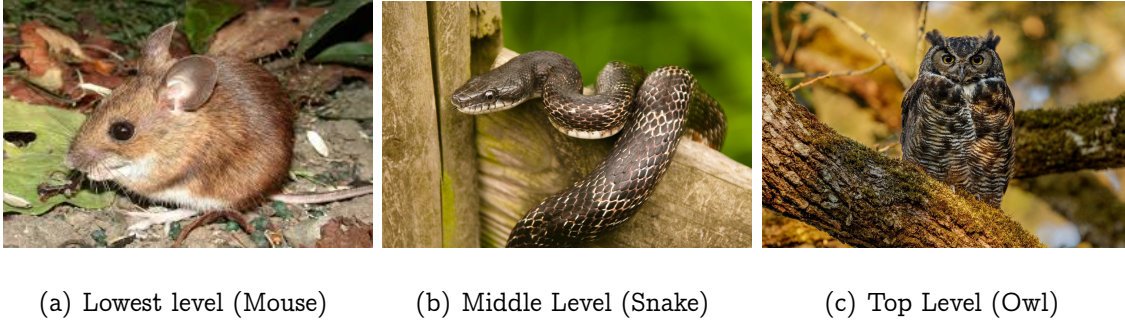 (a) Lowest level (Mouse)
(b) Middle Level (Snake)
(c) Top Level (Owl)